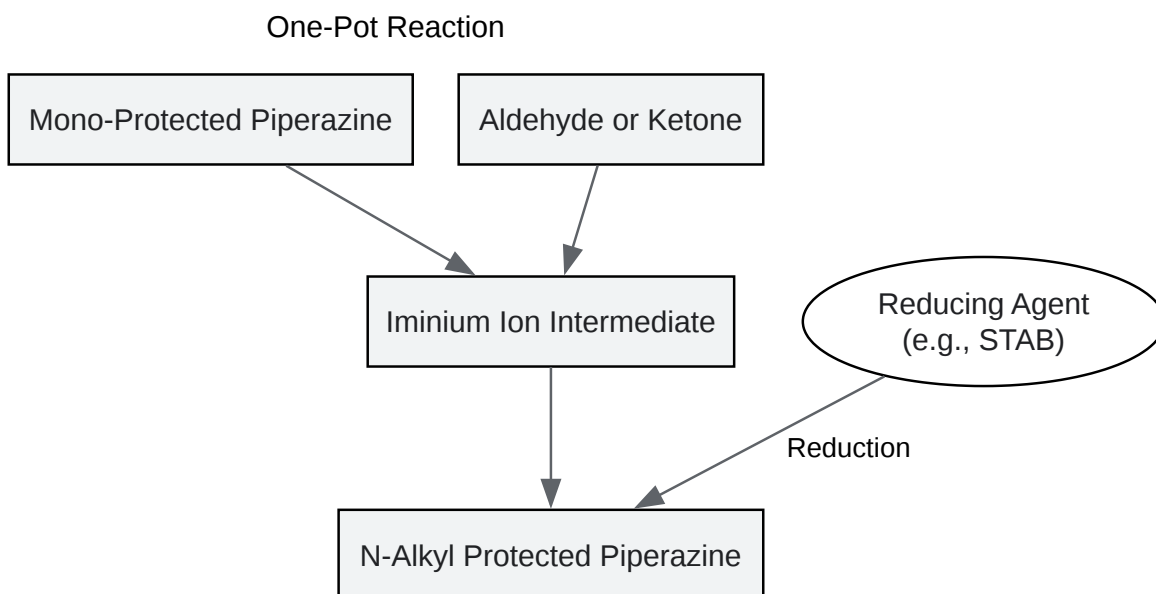 One-Pot Reaction
Mono-Protected Piperazine
Aldehyde or Ketone
Iminium Ion Intermediate
Reducing Agent
(e.g., STAB)
Reduction
N-Alkyl Protected Piperazine